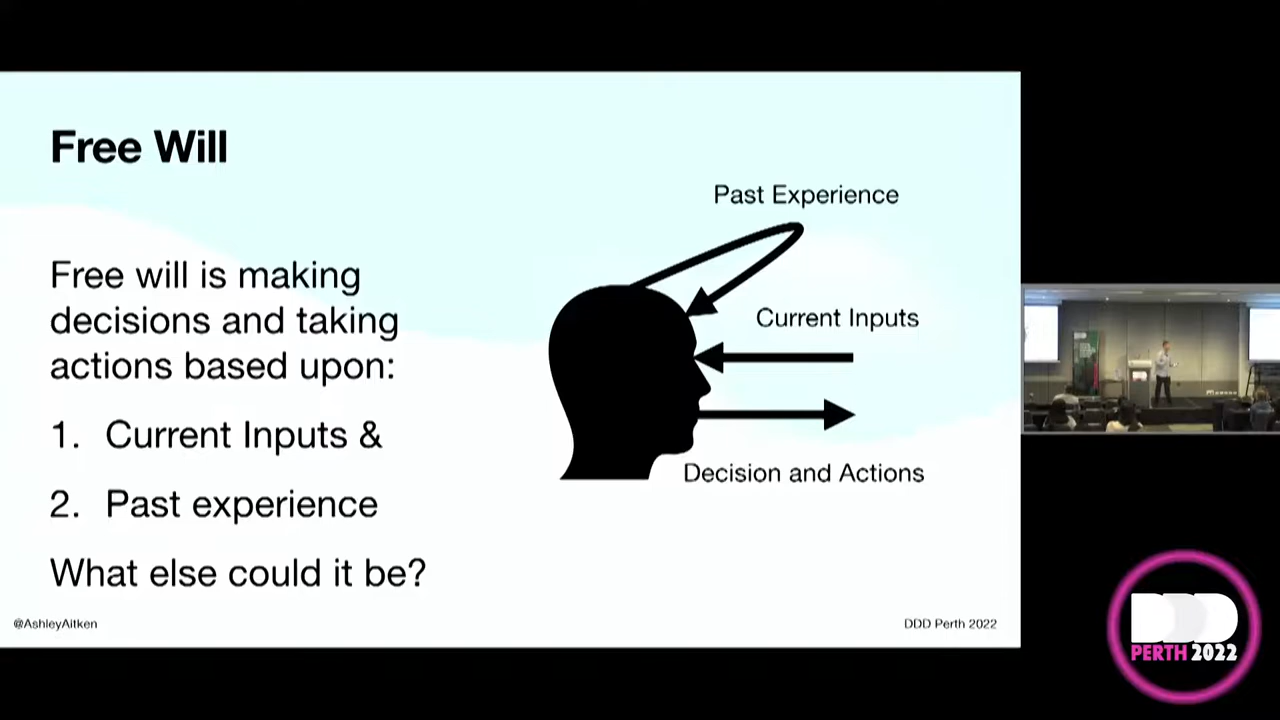 Free Will
Free will is making
decisions and taking
actions based upon:
1. Current Inputs &
2. Past experience
What else could it be?
Past Experience
Current Inputs
Decision and Actions
@AshleyAitken
DDD Perth 2022
DDD
PERTH 2022